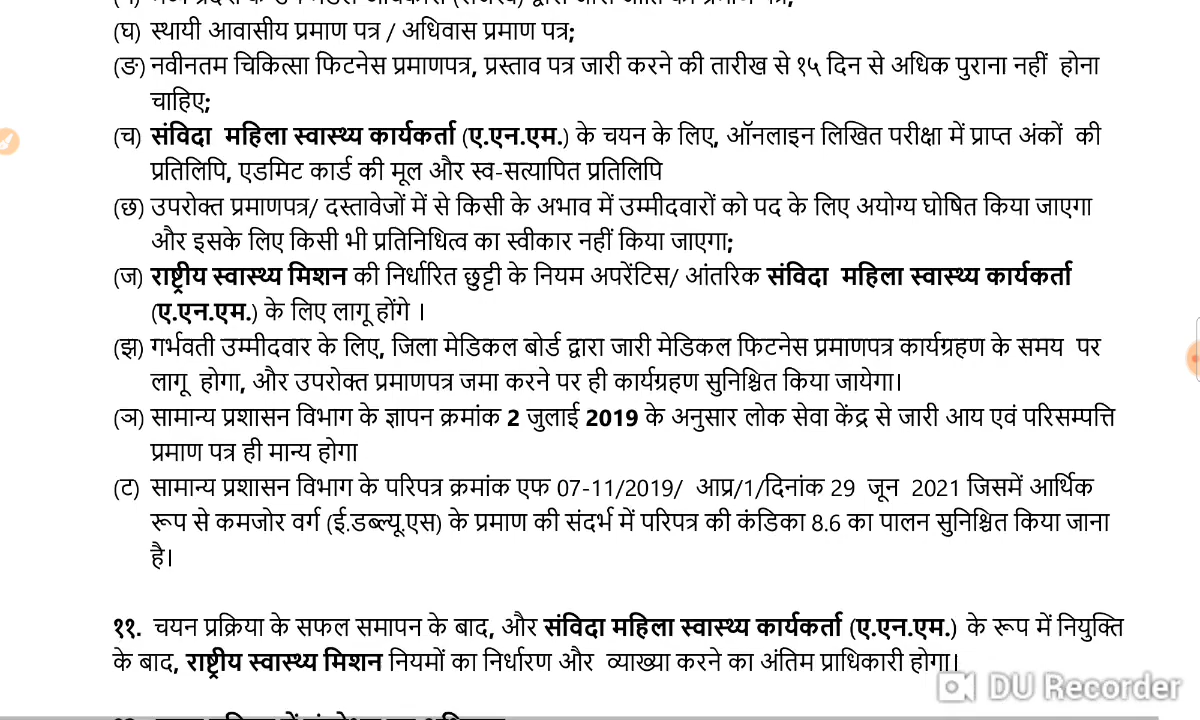 (घ) स्थायी आवासीय प्रमाण पत्र / अधिवास प्रमाण पत्र;
(ङ) नवीनतम चिकित्सा फिटनेस प्रमाणपत्र, प्रस्ताव पत्र जारी करने की तारीख से १५ दिन से अधिक पुराना नहीं होना
चाहिए;
(च) संविदा महिला स्वास्थ्य कार्यकर्ता (ए.एन.एम.) के चयन के लिए, ऑनलाइन लिखित परीक्षा में प्राप्त अंकों की
प्रतिलिपि, एडमिट कार्ड की मूल और स्व-सत्यापित प्रतिलिपि
(छ) उपरोक्त प्रमाणपत्र/ दस्तावेजों में से किसी के अभाव में उम्मीदवारों को पद के लिए अयोग्य घोषित किया जाएगा
और इसके लिए किसी भी प्रतिनिधित्व का स्वीकार नहीं किया जाएगा;
(ज) राष्ट्रीय स्वास्थ्य मिशन की निर्धारित छुट्टी के नियम अपरेंटिस/ आंतरिक संविदा महिला स्वास्थ्य कार्यकर्ता
(ए.एन.एम.) के लिए लागू होंगे ।
(झ) गर्भवती उम्मीदवार के लिए, जिला मेडिकल बोर्ड द्वारा जारी मेडिकल फिटनेस प्रमाणपत्र कार्यग्रहण के समय पर
लागू होगा, और उपरोक्त प्रमाणपत्र जमा करने पर ही कार्यग्रहण सुनिश्चित किया जायेगा।
(ञ) सामान्य प्रशासन विभाग के ज्ञापन क्रमांक 2 जुलाई 2019 के अनुसार लोक सेवा केंद्र से जारी आय एवं परिसम्पत्ति
प्रमाण पत्र ही मान्य होगा
(ट) सामान्य प्रशासन विभाग के परिपत्र क्रमांक एफ 07-11/2019/ आप्र/1/दिनांक 29 जून 2021 जिसमें आर्थिक
रूप से कमजोर वर्ग (ई.डब्ल्यू.एस) के प्रमाण की संदर्भ में परिपत्र की कंडिका 8.6 का पालन सुनिश्चित किया जाना
है।
११. चयन प्रक्रिया के सफल समापन के बाद, और संविदा महिला स्वास्थ्य कार्यकर्ता (ए.एन.एम.) के रूप में नियुक्ति
के बाद, राष्ट्रीय स्वास्थ्य मिशन नियमों का निर्धारण और व्याख्या करने का अंतिम प्राधिकारी होगा।
DU Recorder